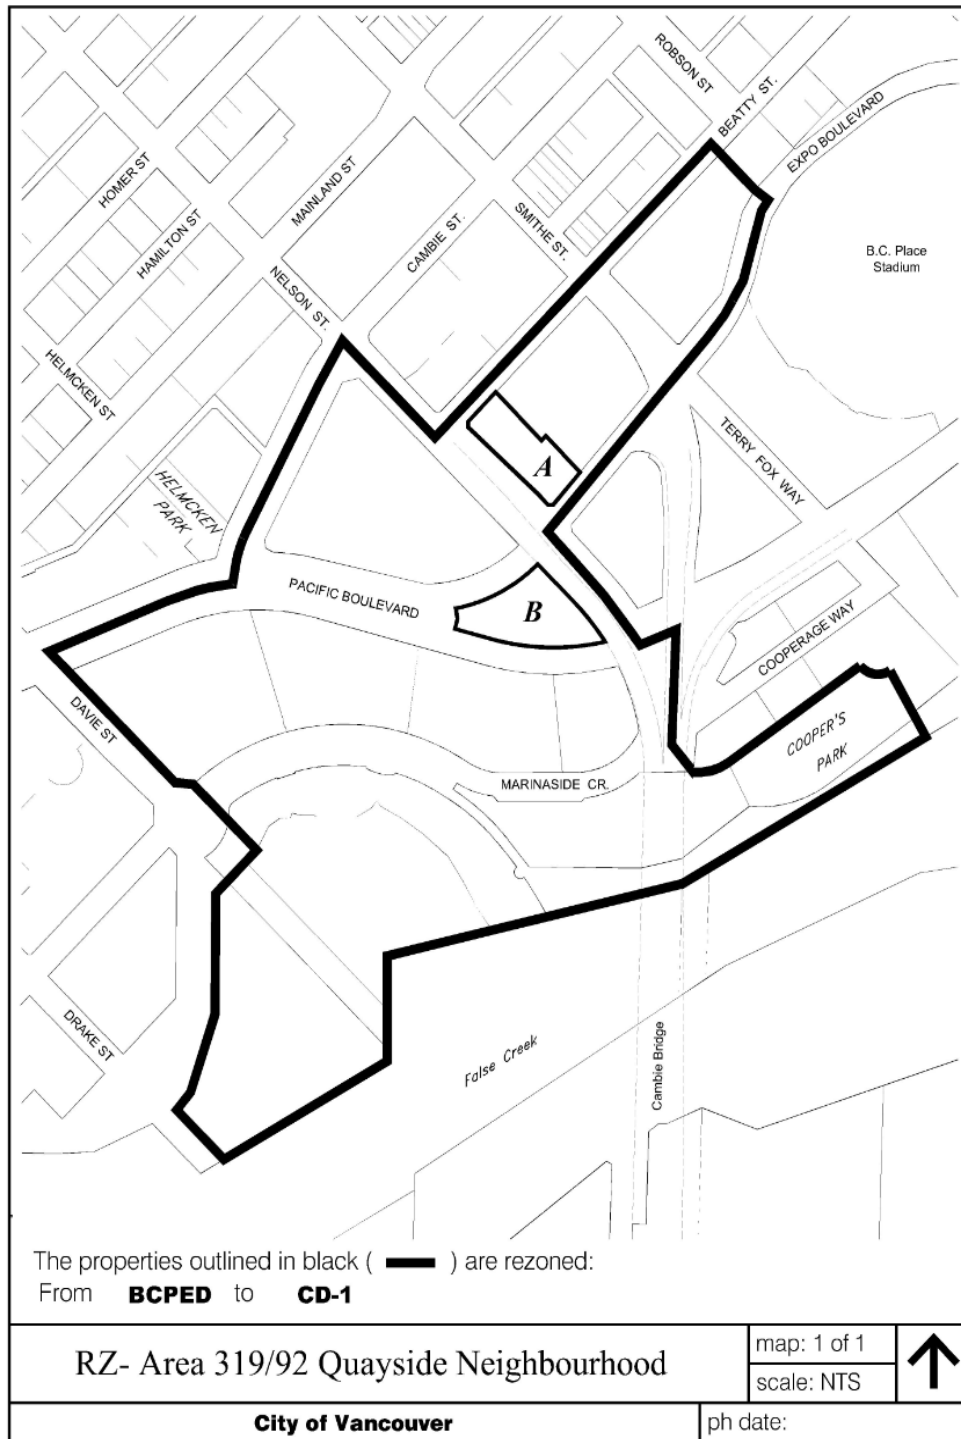 ROBSON ST
BEATTY ST.
EXPO BOULEVARD
HOMER ST
MAINLAND ST
HAMILTON ST
CAMBIE ST.
SMITHE ST.
B.C. Place
Stadium
NELSON ST.
HELMCKEN ST
TERRY FOX WAY
A
HELMCKEN
PARK
PACIFIC BOULEVARD
B
COOPERAGE WAY
DAVIE ST
COOPER'S
PARK
MARINASIDE CR.
DRAKE ST
False Creek
Cambie Bridge
The properties outlined in black ( ) are rezoned:
From BCPED to CD-1
RZ- Area 319/92 Quayside Neighbourhood
map: 1 of 1
scale: NTS
City of Vancouver
ph date: